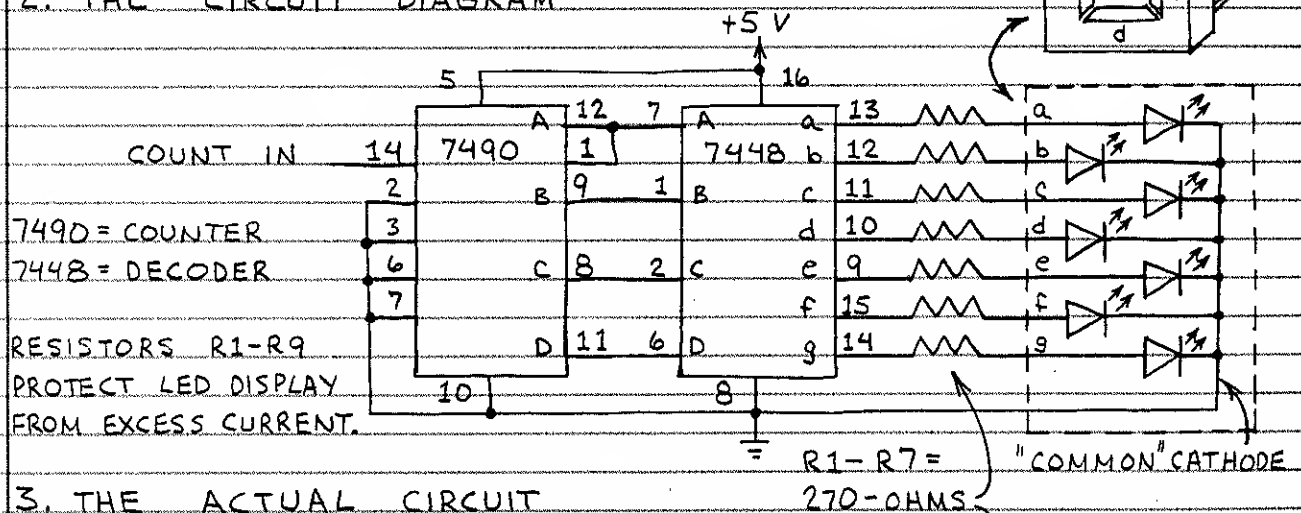 2. THE CIRCUIT DIAGRAM
d
+5 V
5 16
A 12 7 A a 13 a
COUNT IN 14 7490 1 7448 b 12 b
2 B 9 1 B c 11 c
7490 = COUNTER 3 d 10 d
7448 = DECODER 6 C 8 2 C e 9 e
7 f 15 f
RESISTORS R1-R9 D 11 6 D g 14 g
PROTECT LED DISPLAY 10 8
FROM EXCESS CURRENT.
R1-R7 = "COMMON" CATHODE
3. THE ACTUAL CIRCUIT 270-OHMS